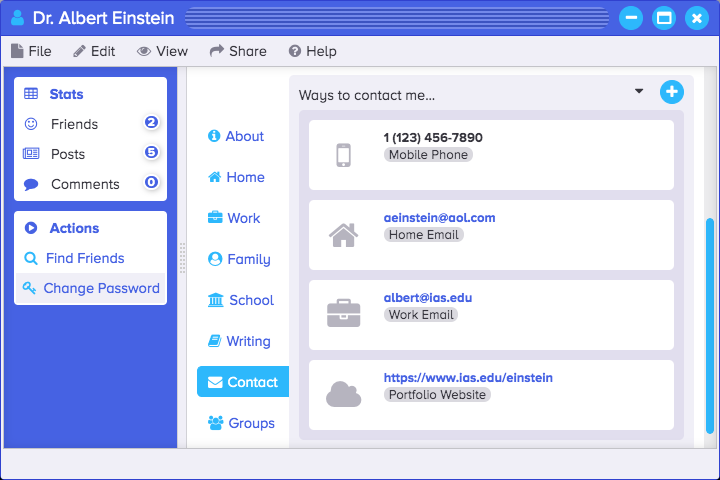 Dr. Albert Einstein
File Edit View Share Help
Stats
Friends 2
Posts 5
Comments 0
Actions
Find Friends
Change Password
About
Home
Work
Family
School
Writing
Contact
Groups
Ways to contact me...
1 (123) 456-7890
Mobile Phone
aeinstein@aol.com
Home Email
albert@ias.edu
Work Email
https://www.ias.edu/einstein
Portfolio Website